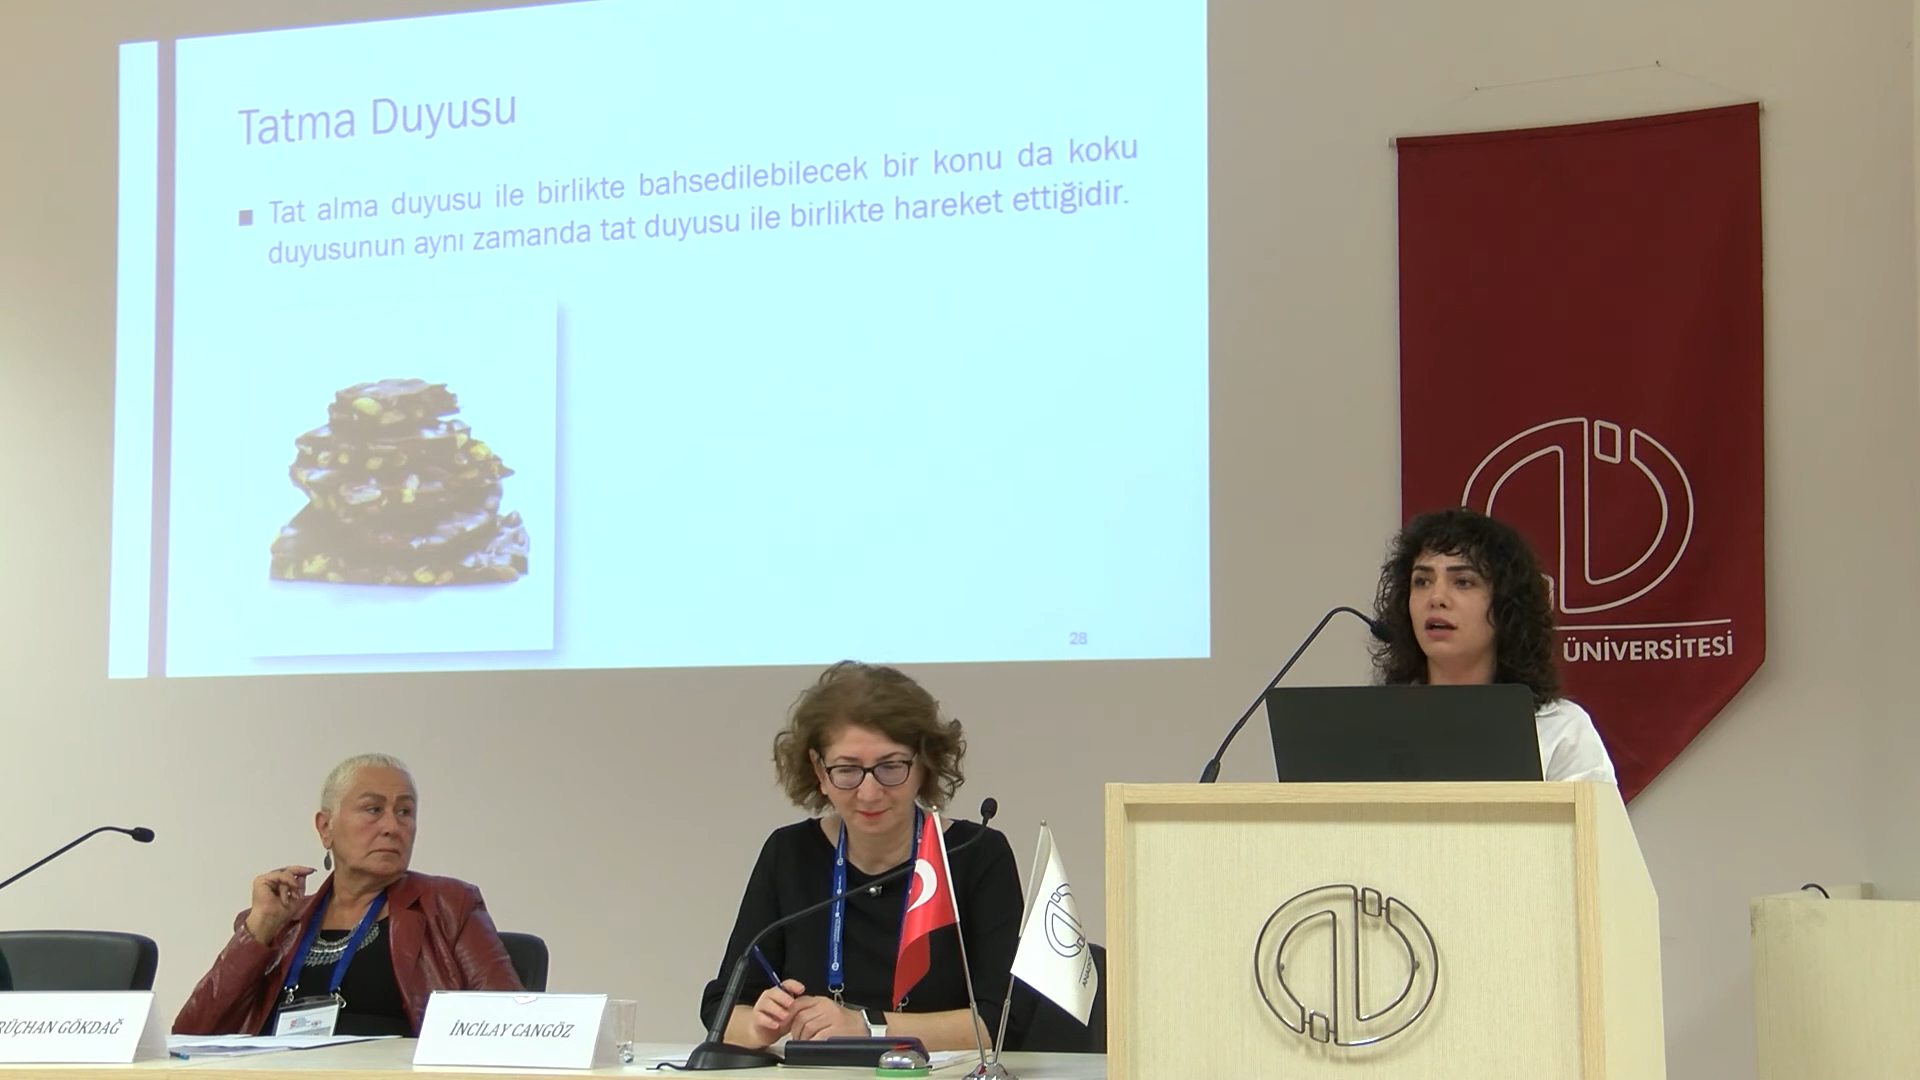 Tatma Duyusu
Tat alma duyusu ile birlikte bahsedilebilecek bir konu da koku
duyusunun aynı zamanda tat duyusu ile birlikte hareket ettiğidir.
28
ÜNİVERSİTESİ
RÜÇHAN GÖKDAĞ
İNCİLAY CANGÖZ